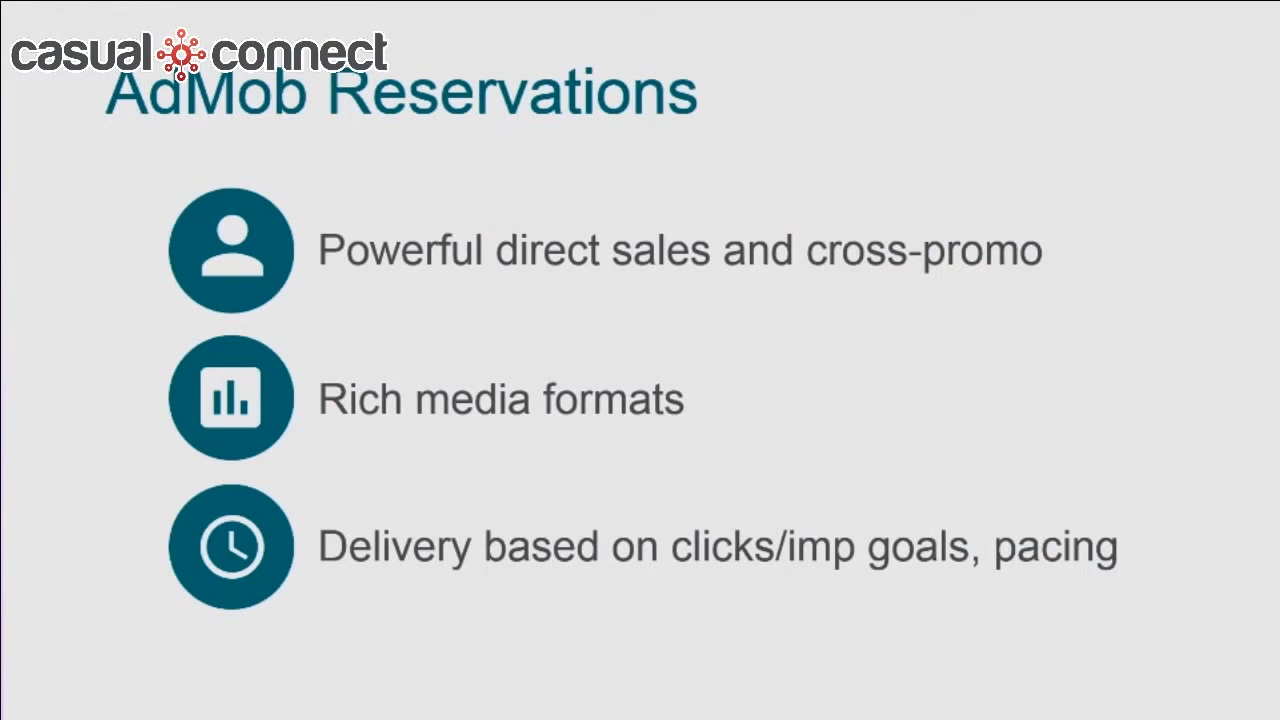 casual connect
AdMob Reservations
Powerful direct sales and cross-promo
Rich media formats
Delivery based on clicks/imp goals, pacing